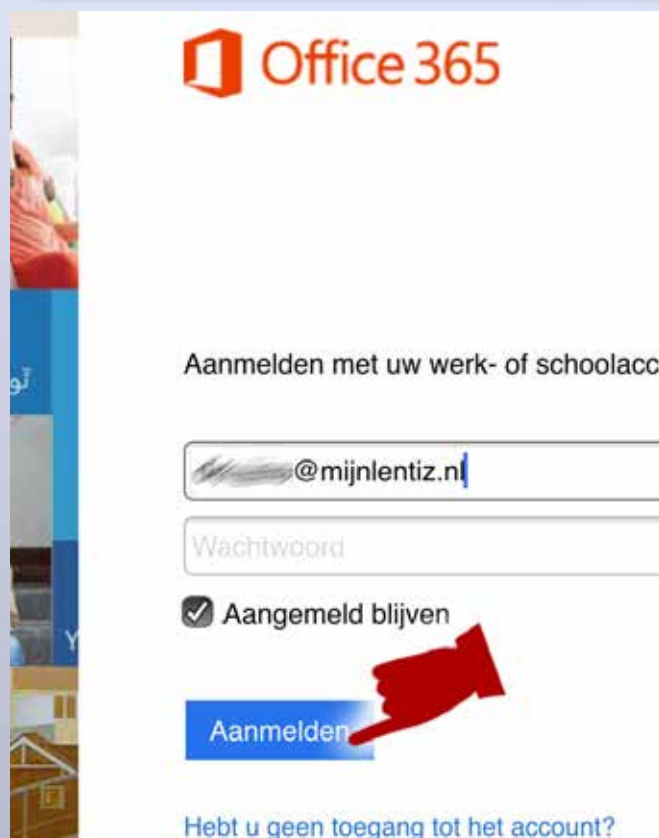 Office 365
Aanmelden met uw werk- of schoolacc
@mijnlentiz.nl
Wachtwoord
Aangemeld blijven
Aanmelden
Hebt u geen toegang tot het account?